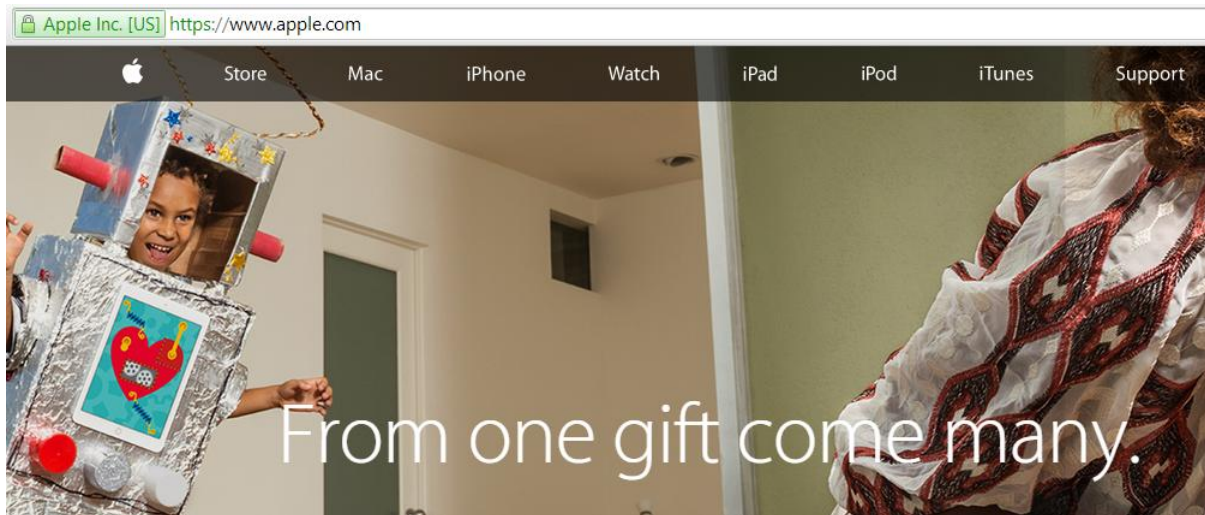 Apple Inc. [US] https://www.apple.com
Store Mac iPhone Watch iPad iPod iTunes Support
From one gift come many.